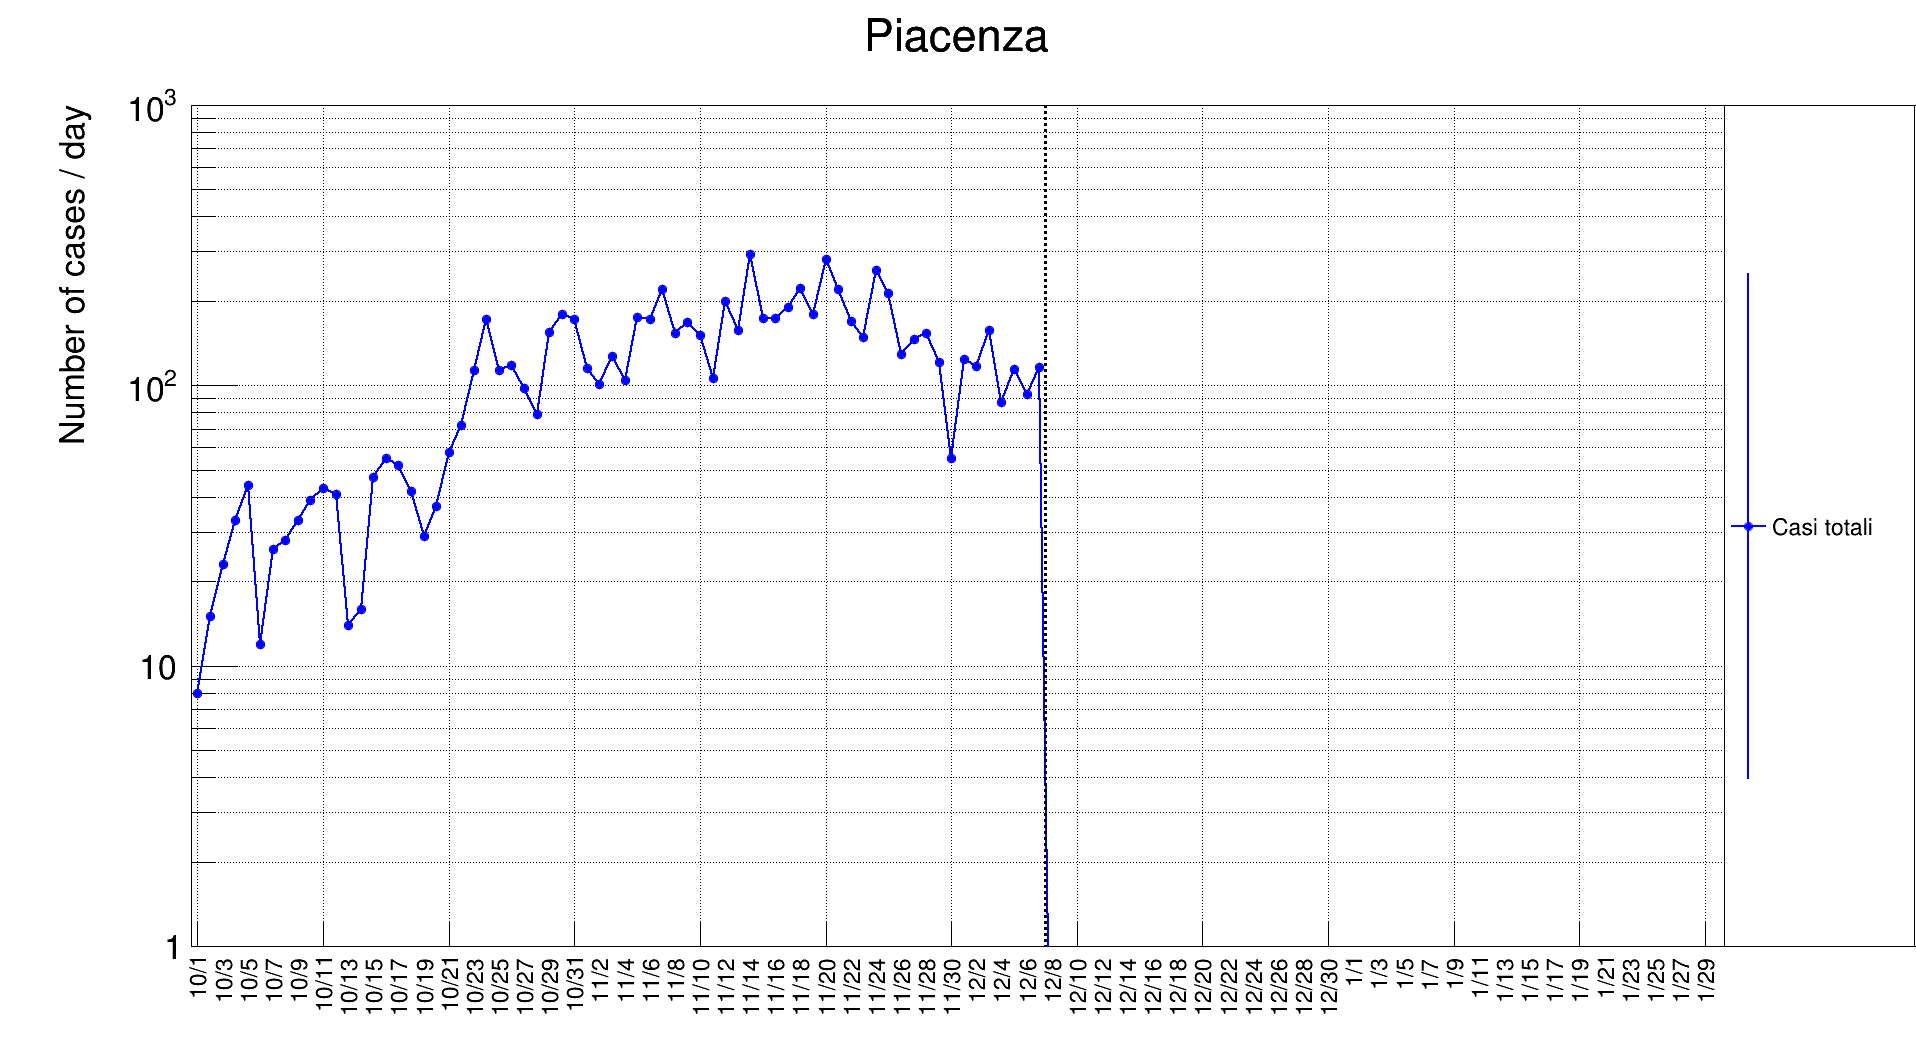 Piacenza
Number of cases / day
10³
10²
10
1
10/1 10/3 10/5 10/7 10/9 10/11 10/13 10/15 10/17 10/19 10/21 10/23 10/25 10/27 10/29 10/31 11/2 11/4 11/6 11/8 11/10 11/12 11/14 11/16 11/18 11/20 11/22 11/24 11/26 11/28 11/30 12/2 12/4 12/6 12/8 12/10 12/12 12/14 12/16 12/18 12/20 12/22 12/24 12/26 12/28 12/30 1/1 1/3 1/5 1/7 1/9 1/11 1/13 1/15 1/17 1/19 1/21 1/23 1/25 1/27 1/29
Casi totali